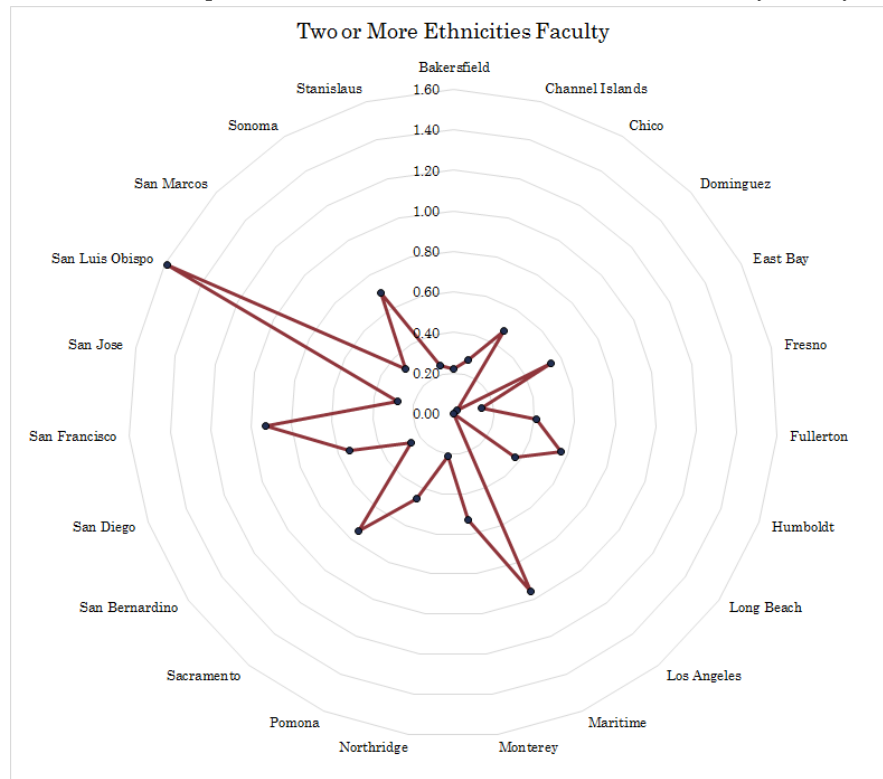 Two or More Ethnicities Faculty
Bakersfield
Channel Islands
Chico
Dominguez
East Bay
Fresno
Fullerton
Humboldt
Long Beach
Los Angeles
Maritime
Monterey
Northridge
Pomona
Sacramento
San Bernardino
San Diego
San Francisco
San Jose
San Luis Obispo
San Marcos
Sonoma
Stanislaus
1.60
1.40
1.20
1.00
0.80
0.60
0.40
0.20
0.00